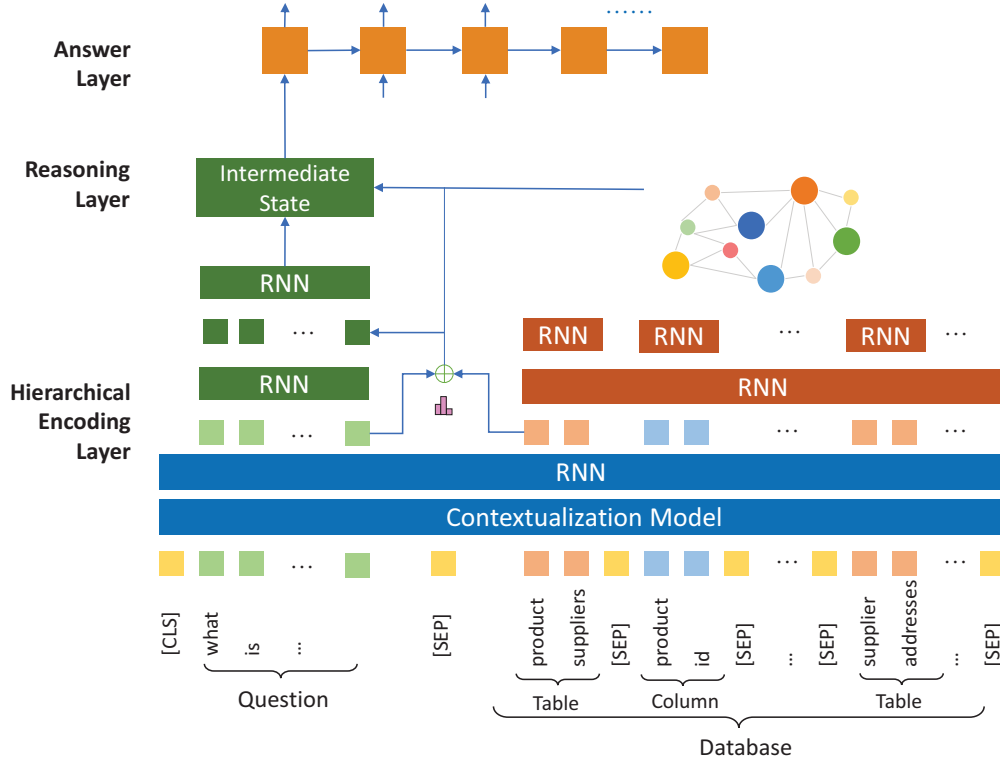 ......
Answer
Layer
Reasoning
Layer
Intermediate
State
RNN
...
RNN
RNN
...
RNN
...
Hierarchical
Encoding
Layer
RNN
RNN
...
...
...
RNN
Contextualization Model
...
...
...
[CLS]
what
is
...
[SEP]
product
suppliers
[SEP]
product
id
[SEP]
...
[SEP]
supplier
addresses
...
[SEP]
Question
Table
Column
Table
Database